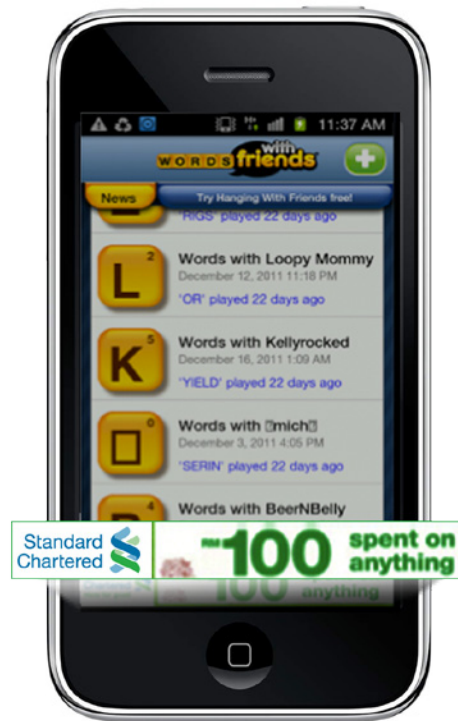 11:37 AM
WORDS with friends
News
Try Hanging With Friends free!
'RIGS' played 22 days ago
L 2
Words with Loopy Mommy
December 12, 2011 11:18 PM
'OR' played 22 days ago
K 5
Words with Kellyrocked
December 16, 2011 1:09 AM
'YIELD' played 22 days ago
0
Words with mich
December 3, 2011 4:05 PM
'SERIN' played 22 days ago
4
Words with BeerNBelly
Standard
Chartered
RM100
spent on
anything
100
anything